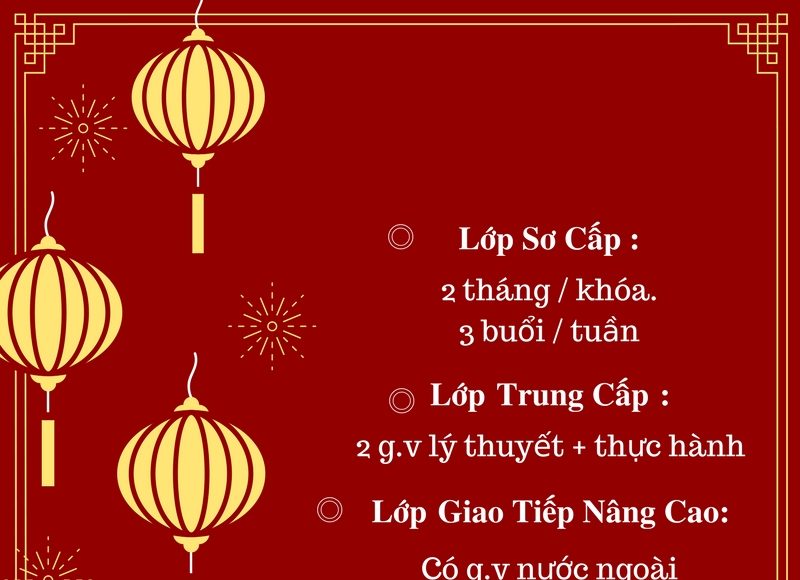 Lớp Sơ Cấp :
2 tháng / khóa.
3 buổi / tuần
Lớp Trung Cấp :
2 g.v lý thuyết + thực hành
Lớp Giao Tiếp Nâng Cao:
Có g.v nước ngoài